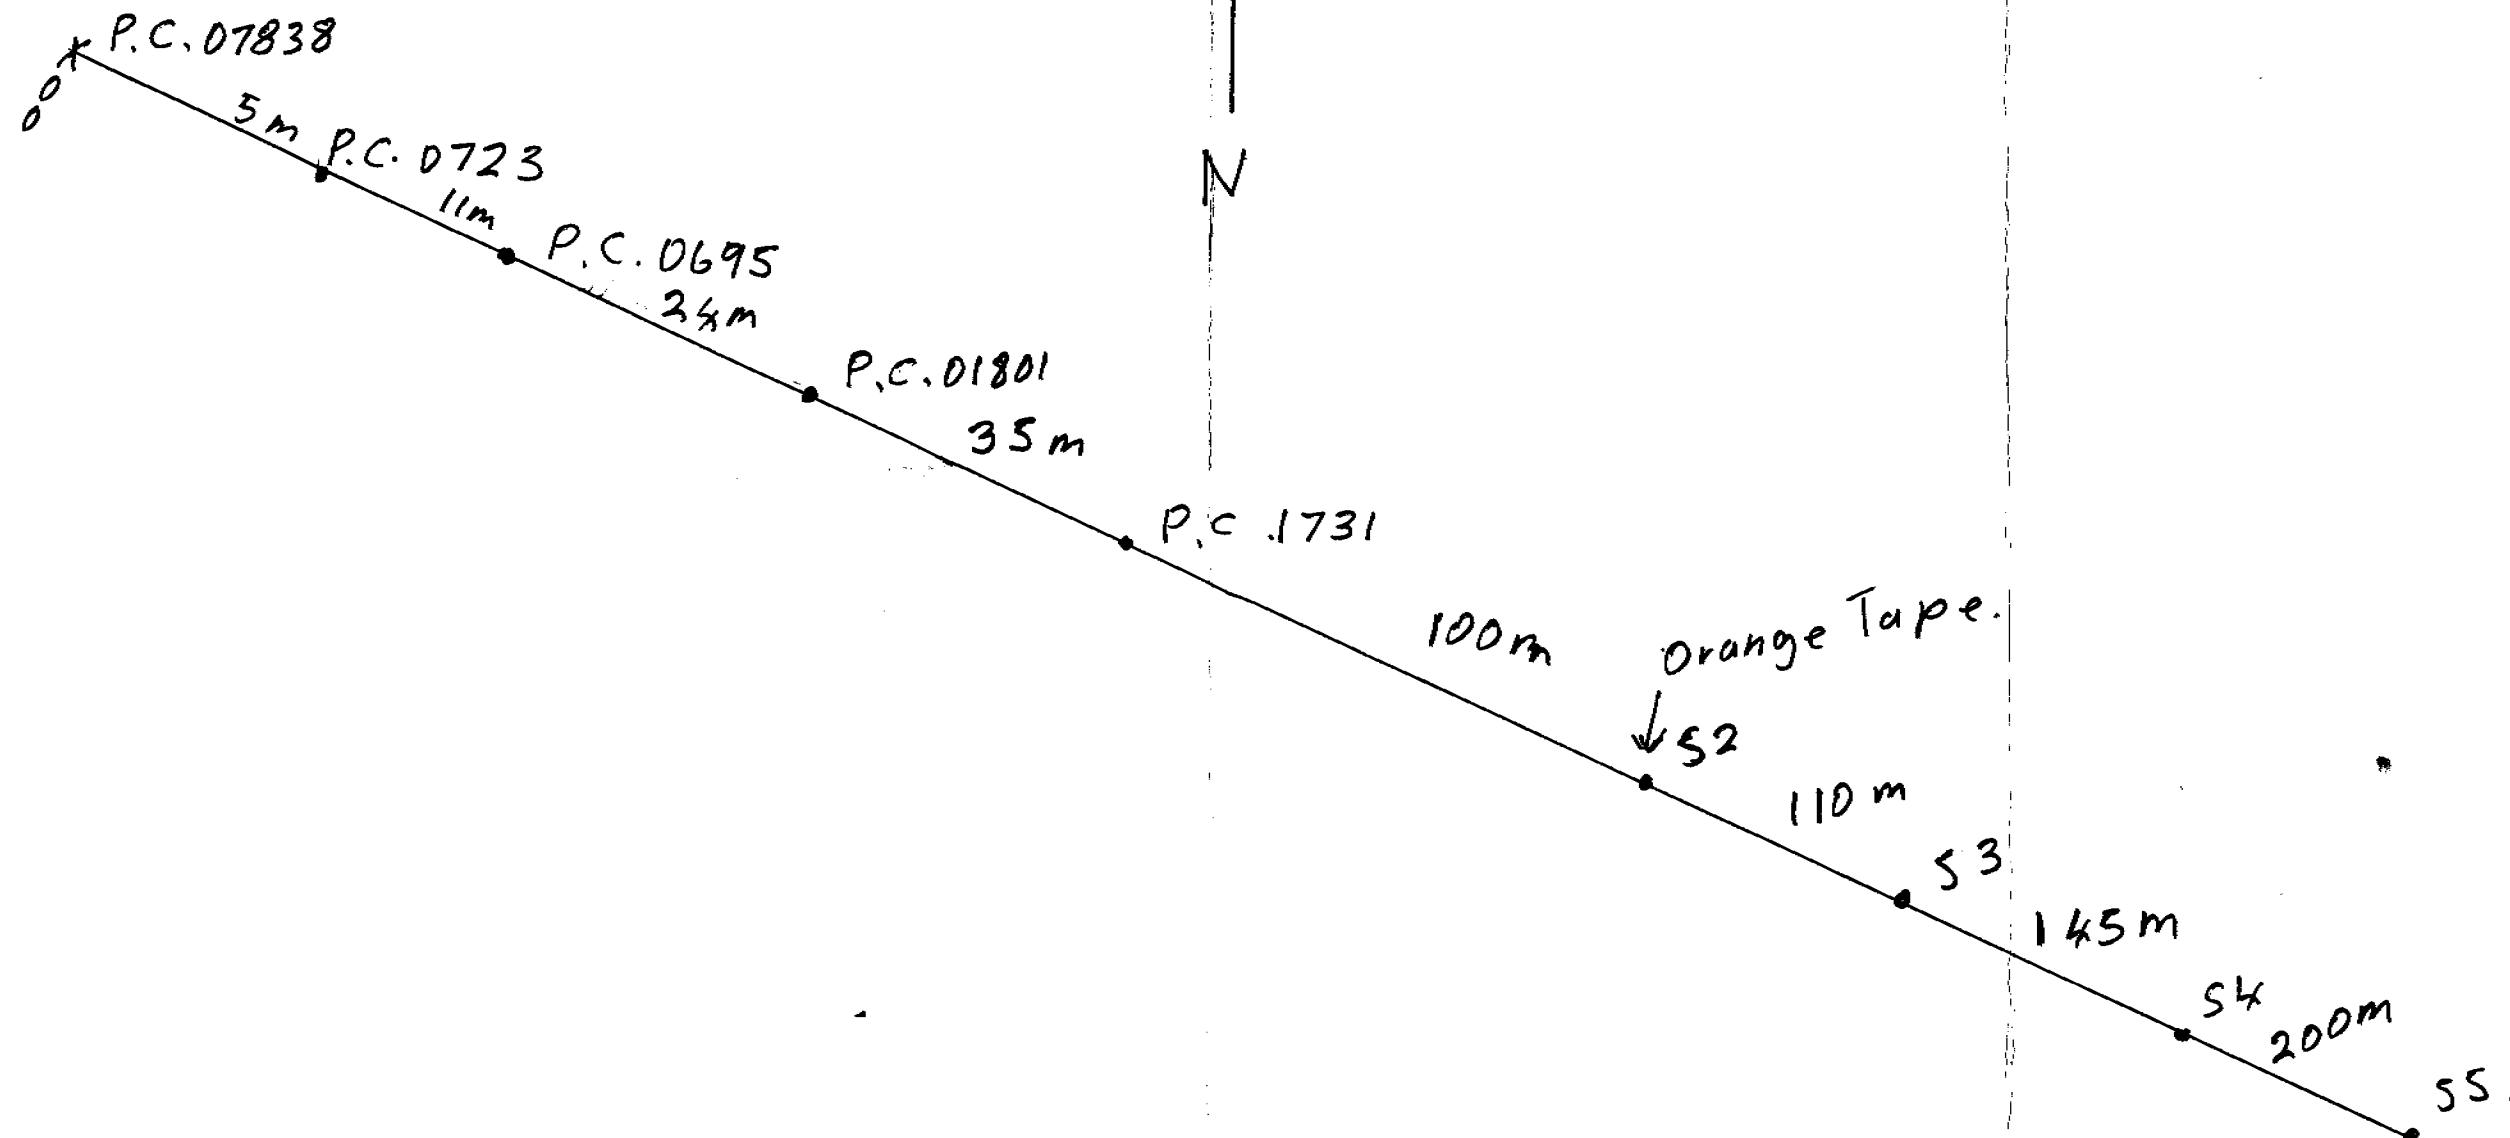 P.C. 07838
00
5m
P.C. 0723
11m
N
P.C. 0695
24m
P.C. 01801
35m
P.C. 1731
100m
Orange Tape.
S2
110m
S3
145m
S4
200m
S5